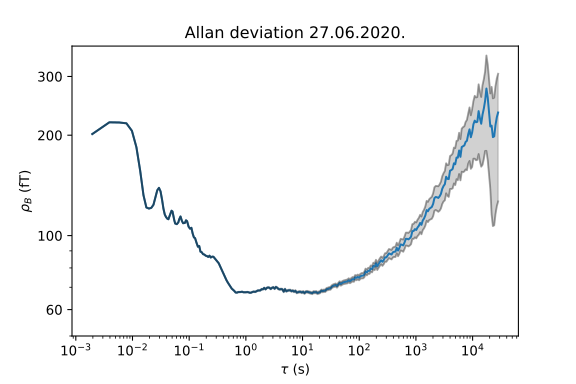 Allan deviation 27.06.2020.
300
200
100
60
ρB (fT)
10⁻³ 10⁻² 10⁻¹ 10⁰ 10¹ 10² 10³ 10⁴
τ (s)